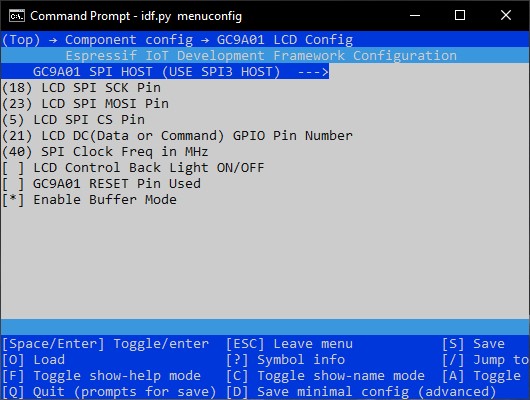 Command Prompt - idf.py menuconfig
(Top) → Component config → GC9A01 LCD Config
Espressif IoT Development Framework Configuration
GC9A01 SPI HOST (USE SPI3 HOST)  --->
(18) LCD SPI SCK Pin
(23) LCD SPI MOSI Pin
(5) LCD SPI CS Pin
(21) LCD DC(Data or Command) GPIO Pin Number
(40) SPI Clock Freq in MHz
[ ] LCD Control Back Light ON/OFF
[ ] GC9A01 RESET Pin Used
[*] Enable Buffer Mode
[Space/Enter] Toggle/enter  [ESC] Leave menu  [S] Save
[O] Load  [?] Symbol info  [/] Jump to
[F] Toggle show-help mode  [C] Toggle show-name mode  [A] Toggle
[Q] Quit (prompts for save)  [D] Save minimal config (advanced)